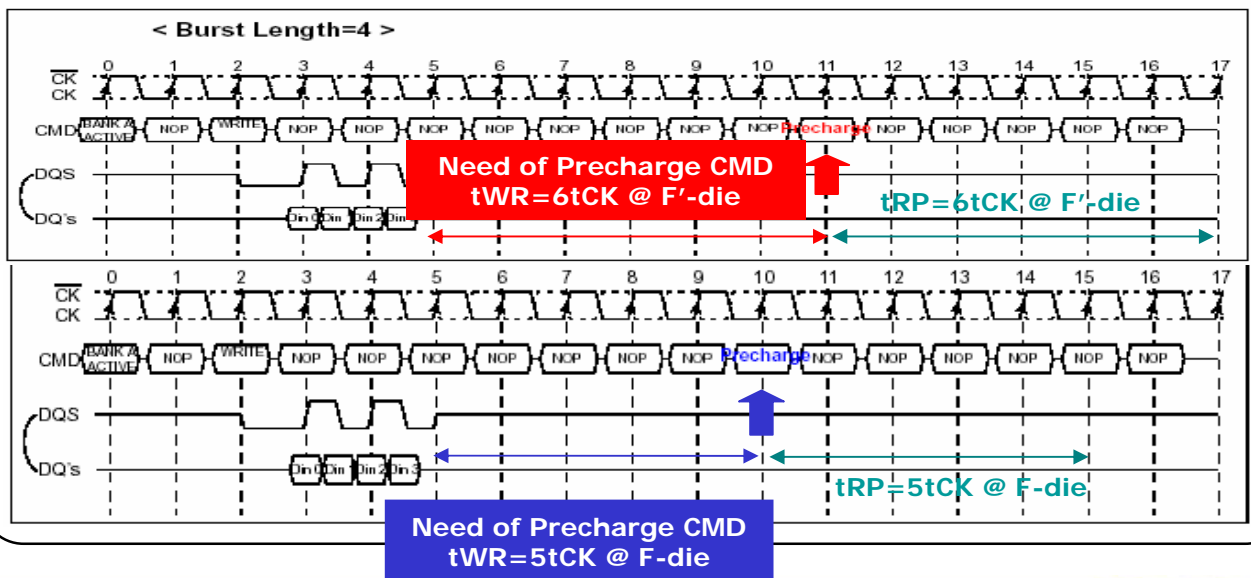 < Burst Length=4 >
0 1 2 3 4 5 6 7 8 9 10 11 12 13 14 15 16 17
CK
CK
CMD BANK A ACTIVE NOP WRITE NOP NOP NOP NOP NOP NOP NOP NOP Precharge NOP NOP NOP NOP NOP
DQS
Need of Precharge CMD
tWR=6tCK @ F'-die
tRP=6tCK @ F'-die
DQ's Din 0 Din 1 Din 2 Din
0 1 2 3 4 5 6 7 8 9 10 11 12 13 14 15 16 17
CK
CK
CMD BANK A ACTIVE NOP WRITE NOP NOP NOP NOP NOP NOP NOP Precharge NOP NOP NOP NOP NOP NOP
DQS
DQ's Din 0 Din 1 Din 2 Din 3
tRP=5tCK @ F-die
Need of Precharge CMD
tWR=5tCK @ F-die